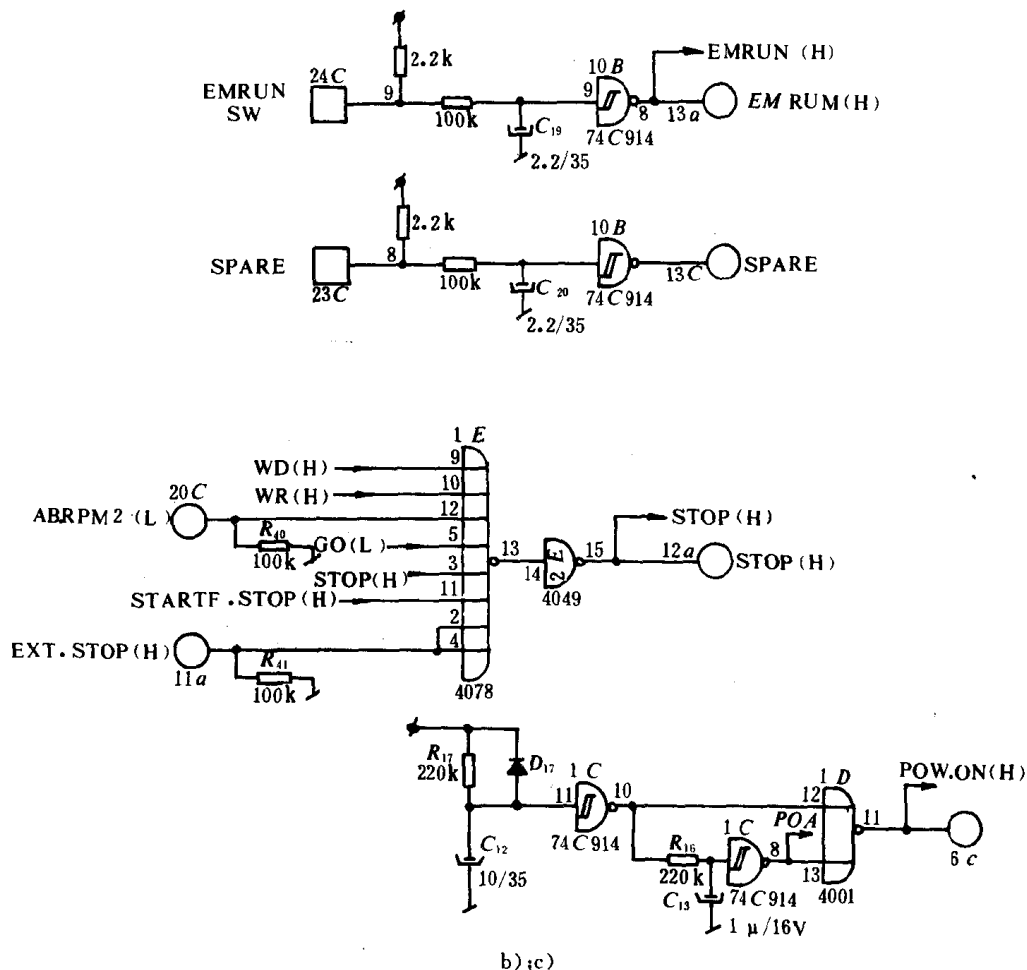 2.2k
24C
EMRUN
SW
9
100k
C19
2.2/35
10B
9
8
74C914
EMRUN (H)
13a
EM RUM(H)
2.2k
SPARE
23C
8
100k
C 20
2.2/35
10B
74C914
13C
SPARE
1 E
WD(H)
9
WR(H)
10
20C
ABRPM2 (L)
12
R40
100k
GO(L)
5
STOP(H)
3
STARTF.STOP(H)
11
2
EXT.STOP(H)
4
11a
R41
100k
4078
13
14
E
2
4049
15
STOP(H)
12a
STOP(H)
R17
220k
D17
C12
10/35
1 C
11
10
74C914
R16
220k
C13
1 μ/16V
1 C
8
74C914
POA
1 D
12
13
11
4001
POW.ON(H)
6 c
b);c)